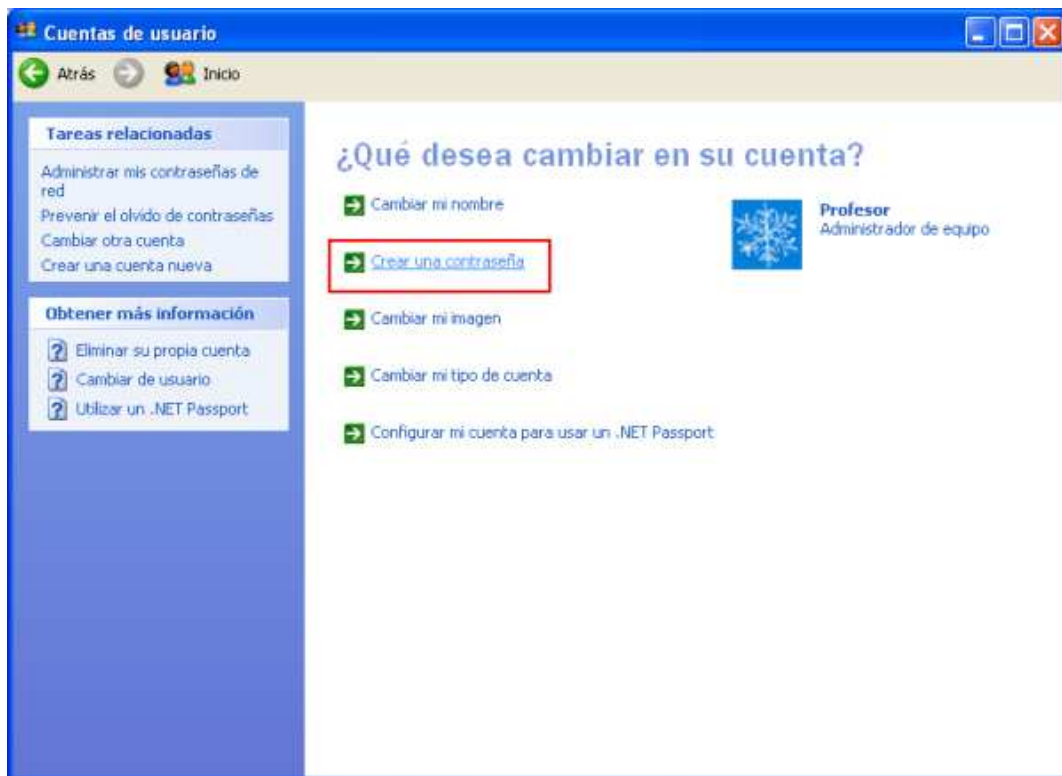 Cuentas de usuario
Atrás
Inicio
Tareas relacionadas
Administrar mis contraseñas de
red
Prevenir el olvido de contraseñas
Cambiar otra cuenta
Crear una cuenta nueva
Obtener más información
Eliminar su propia cuenta
Cambiar de usuario
Utilizar un .NET Passport
¿Qué desea cambiar en su cuenta?
Cambiar mi nombre
Crear una contraseña
Cambiar mi imagen
Cambiar mi tipo de cuenta
Configurar mi cuenta para usar un .NET Passport
Profesor
Administrador de equipo